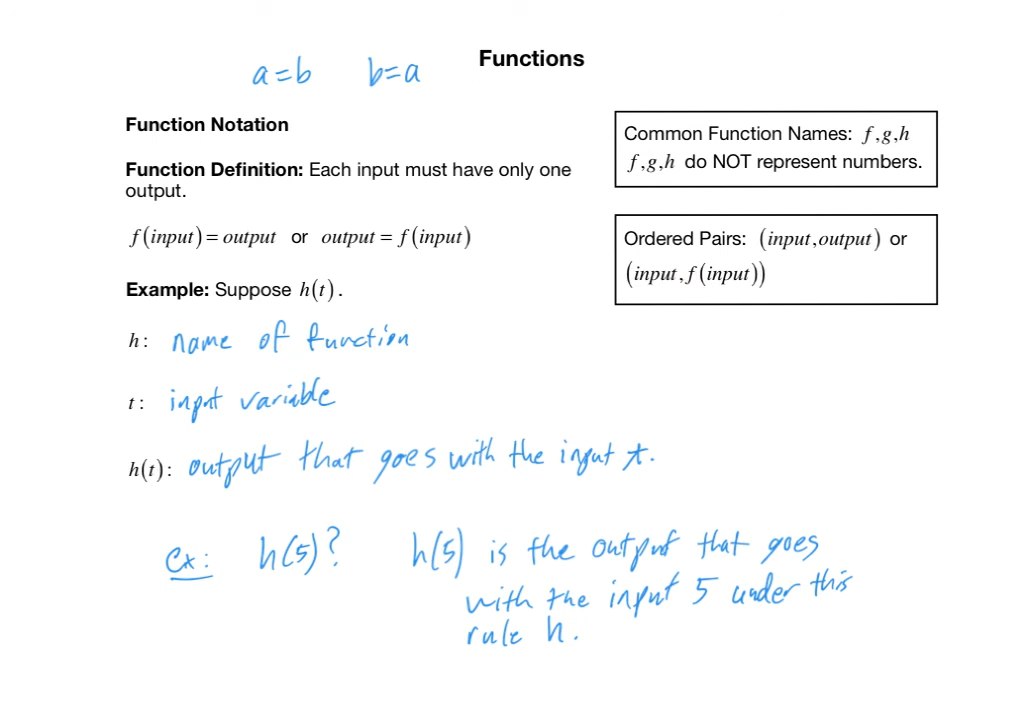 Functions
a=b b=a
Function Notation
Function Definition: Each input must have only one
output.
f(input)=output or output=f(input)
Example: Suppose h(t).
Common Function Names: f,g,h
f,g,h do NOT represent numbers.
Ordered Pairs: (input,output) or
(input,f(input))
h: name of function
t: input variable
h(t): output that goes with the input t.
ex: h(5)? h(5) is the output that goes
with the input 5 under this
rule h.